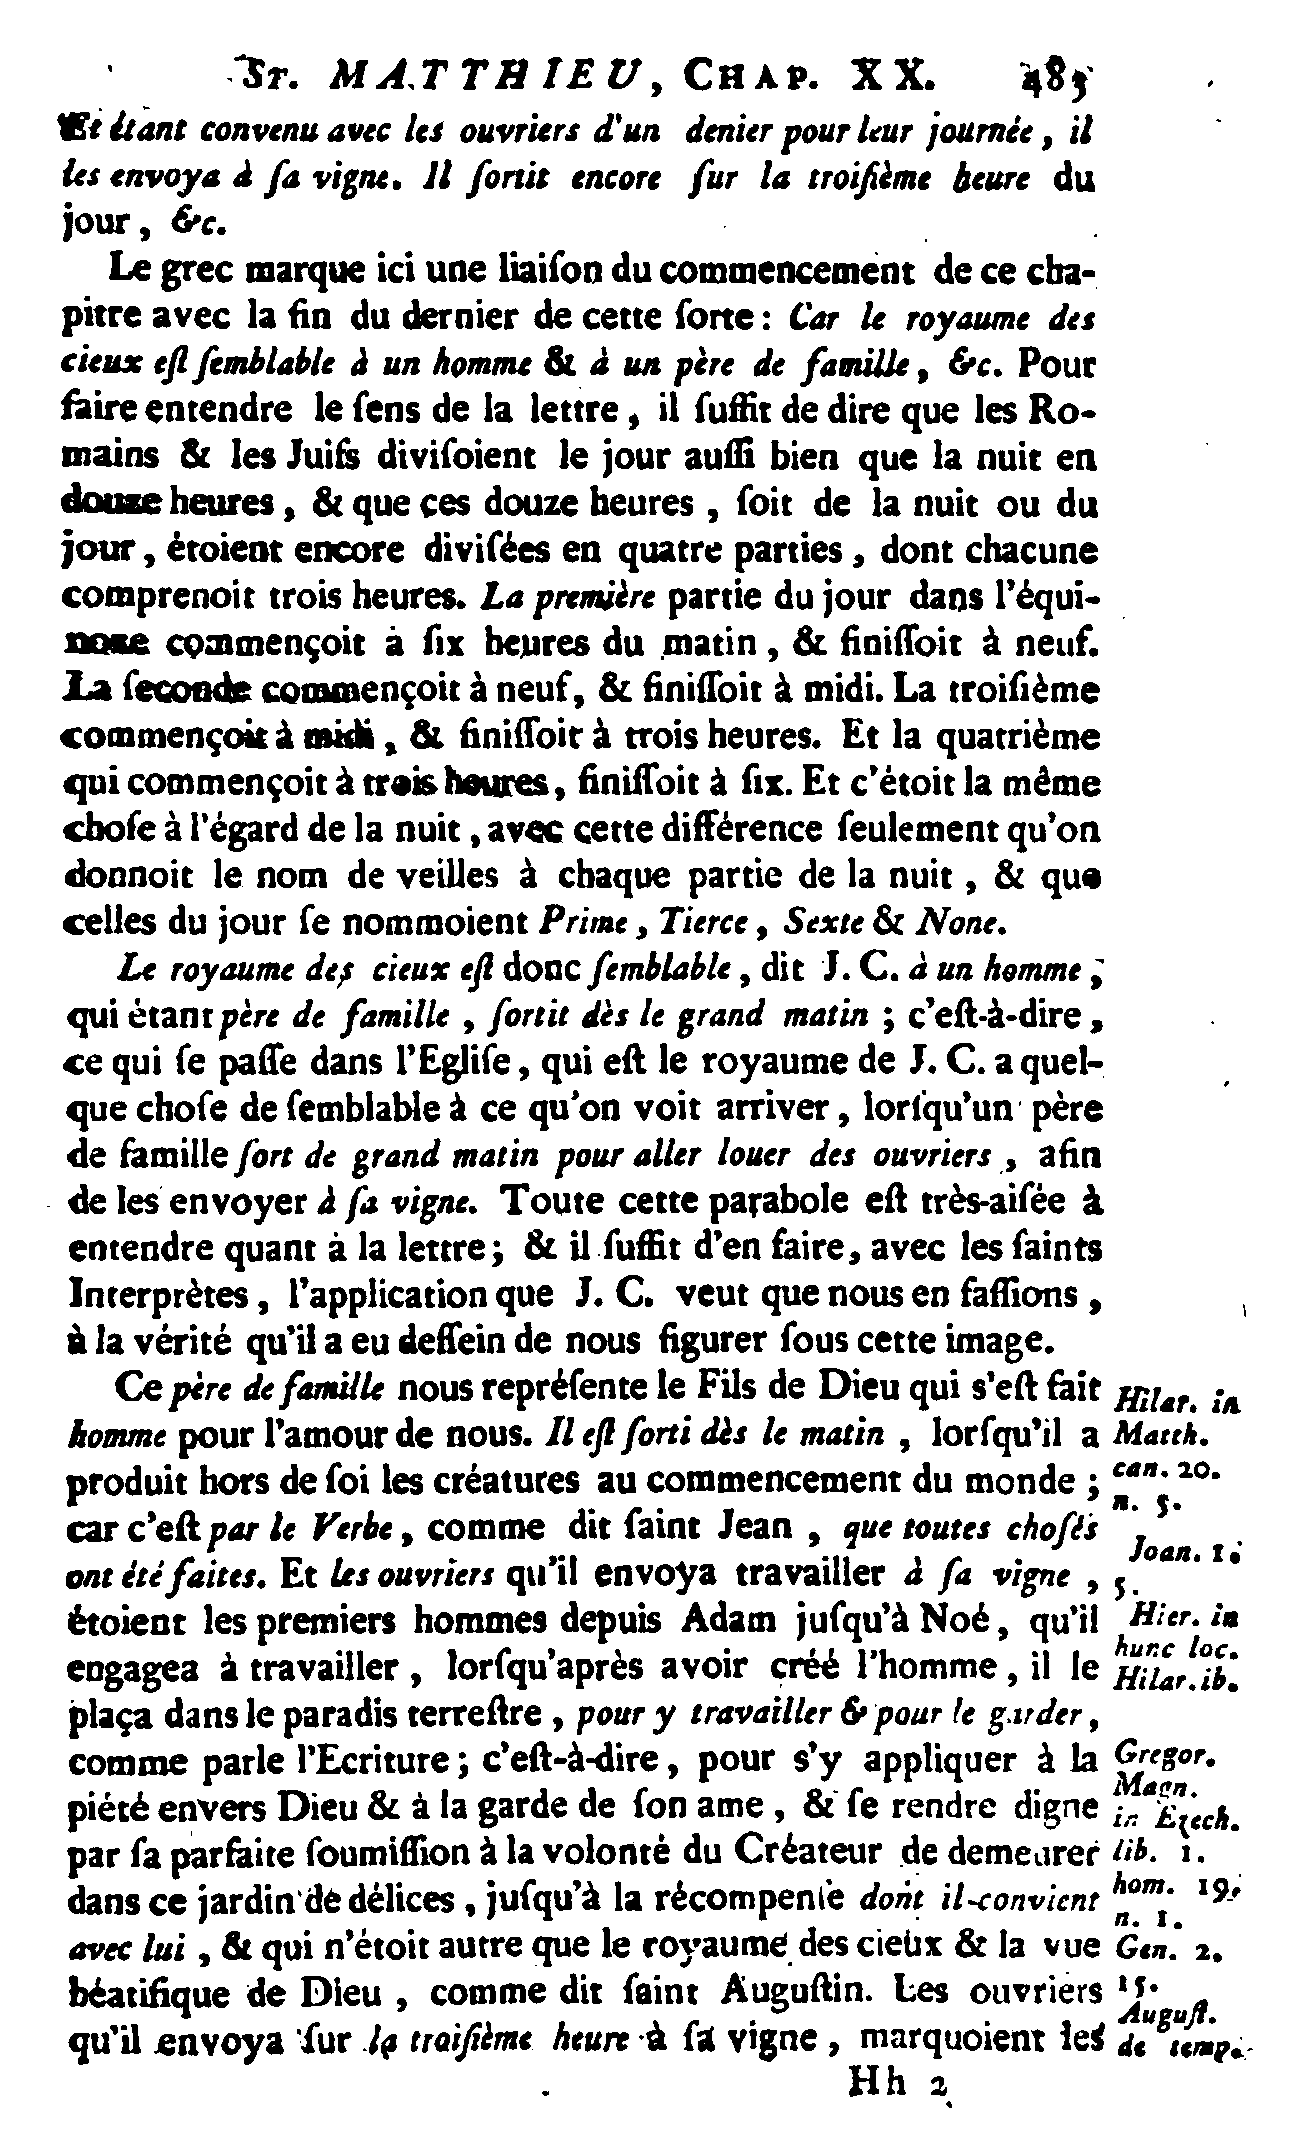 St. MATTHIEU, CHAP. XX. 483
Et étant convenu avec les ouvriers d'un denier pour leur journée, il
les envoya à ſa vigne. Il ſortit encore ſur la troiſième heure du
jour, &c.
Le grec marque ici une liaiſon du commencement de ce cha-
pitre avec la fin du dernier de cette ſorte: Car le royaume des
cieux eſt ſemblable à un homme & à un père de famille, &c. Pour
faire entendre le ſens de la lettre, il ſuffit de dire que les Ro-
mains & les Juifs diviſoient le jour auſſi bien que la nuit en
douze heures, & que ces douze heures, ſoit de la nuit ou du
jour, étoient encore diviſées en quatre parties, dont chacune
comprenoit trois heures. La première partie du jour dans l'équi-
noxe commençoit à ſix heures du matin, & finiſſoit à neuf.
La ſeconde commençoit à neuf, & finiſſoit à midi. La troiſième
commençoit à midi, & finiſſoit à trois heures. Et la quatrième
qui commençoit à trois heures, finiſſoit à ſix. Et c'étoit la même
choſe à l'égard de la nuit, avec cette différence ſeulement qu'on
donnoit le nom de veilles à chaque partie de la nuit, & que
celles du jour ſe nommoient Prime, Tierce, Sexte & None.
Le royaume des cieux eſt donc ſemblable, dit J. C. à un homme,
qui étant père de famille, ſortit dès le grand matin; c'eſt-à-dire,
ce qui ſe paſſe dans l'Egliſe, qui eſt le royaume de J. C. a quel-
que choſe de ſemblable à ce qu'on voit arriver, lorſqu'un père
de famille ſort de grand matin pour aller louer des ouvriers, afin
de les envoyer à ſa vigne. Toute cette parabole eſt très-aiſée à
entendre quant à la lettre; & il ſuffit d'en faire, avec les ſaints
Interprètes, l'application que J. C. veut que nous en faſſions,
à la vérité qu'il a eu deſſein de nous figurer ſous cette image.
Ce père de famille nous repréſente le Fils de Dieu qui s'eſt fait
homme pour l'amour de nous. Il eſt ſorti dès le matin, lorſqu'il a
produit hors de ſoi les créatures au commencement du monde;
car c'eſt par le Verbe, comme dit ſaint Jean, que toutes choſes
ont été faites. Et les ouvriers qu'il envoya travailler à ſa vigne,
étoient les premiers hommes depuis Adam juſqu'à Noé, qu'il
engagea à travailler, lorſqu'après avoir créé l'homme, il le
plaça dans le paradis terreſtre, pour y travailler & pour le garder,
comme parle l'Ecriture; c'eſt-à-dire, pour s'y appliquer à la
piété envers Dieu & à la garde de ſon ame, & ſe rendre digne
par ſa parfaite ſoumiſſion à la volonté du Créateur de demeurer
dans ce jardin de délices, juſqu'à la récompenſe dont il convient
avec lui, & qui n'étoit autre que le royaume des cieux & la vue
béatifique de Dieu, comme dit ſaint Auguſtin. Les ouvriers
qu'il envoya ſur la troiſième heure à ſa vigne, marquoient les
Hilar. in
Matth.
can. 20.
n. 5.
Joan. 1.
3.
Hier. in
hunc loc.
Hilar. ib.
Gregor.
Magn.
in Ezech.
lib. 1.
hom. 19.
n. 1.
Gen. 2.
15.
Auguſt.
de temp.
Hh 2